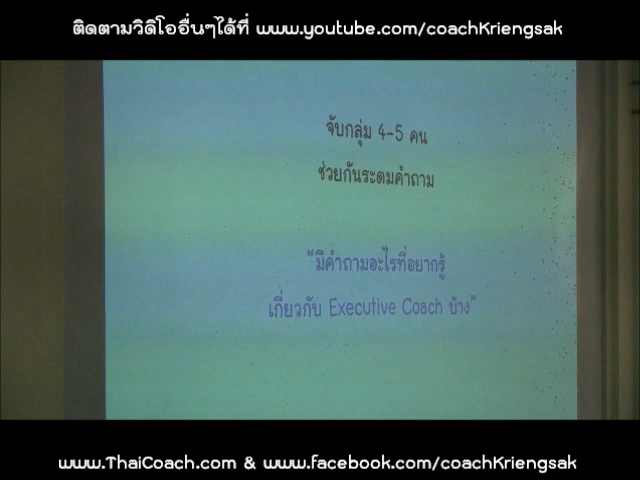 ติดตามวิดิโออื่นๆได้ที่ www.youtube.com/coachKriengsak
จับกลุ่ม 4-5 คน
ช่วยกันระดมคำถาม
"มีคำถามอะไรที่อยากรู้
เกี่ยวกับ Executive Coach บ้าง"
www.ThaiCoach.com & www.facebook.com/coachKriengsak